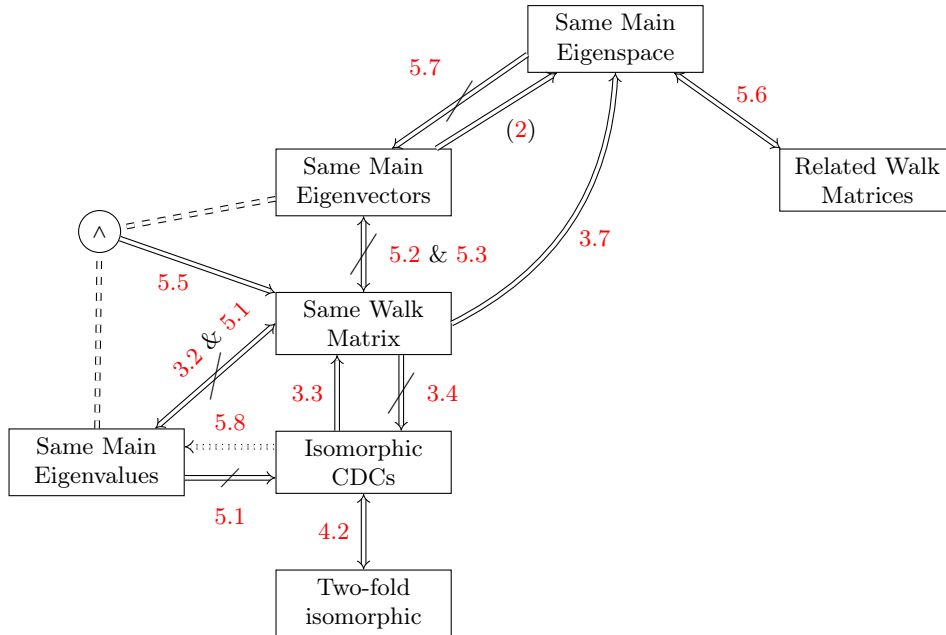 Same Main
Eigenspace
5.7
5.6
(2)
Same Main
Eigenvectors
Related Walk
Matrices
∧
5.2 & 5.3
3.7
5.5
Same Walk
Matrix
3.2 & 5.1
3.3
3.4
5.8
Same Main
Eigenvalues
Isomorphic
CDCs
5.1
4.2
Two-fold
isomorphic